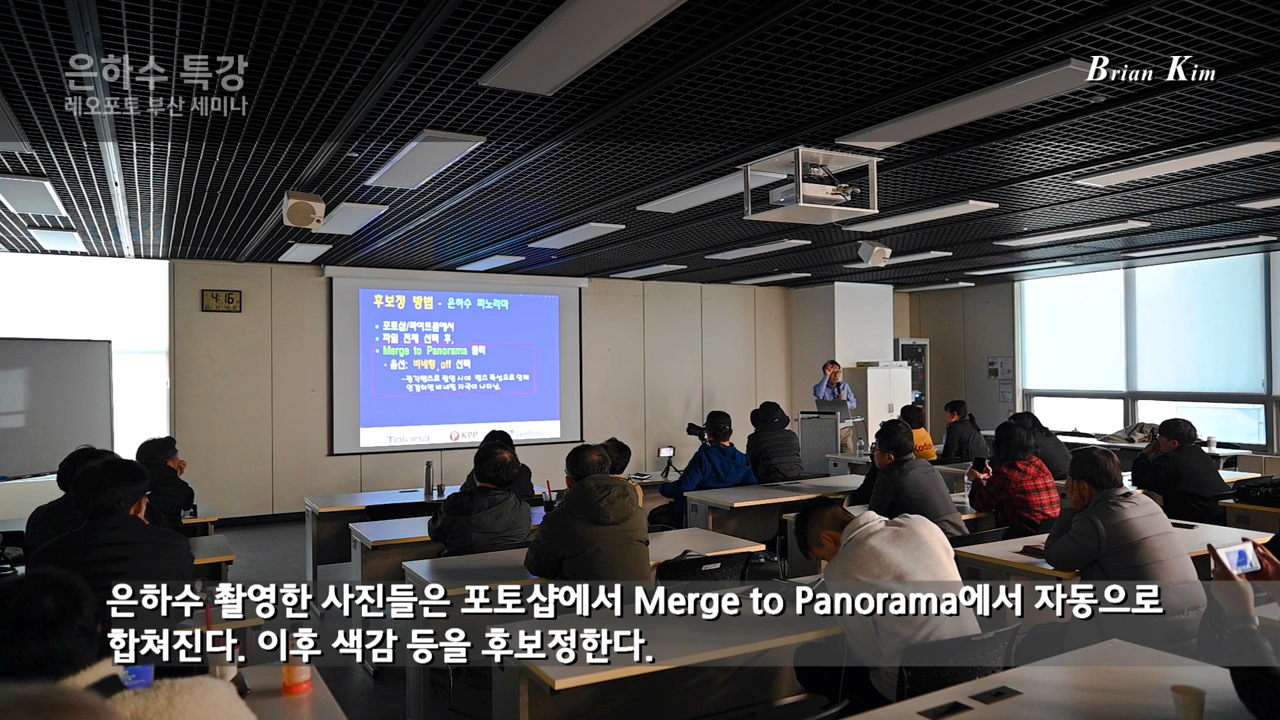 은하수 특강
레오포토 부산 세미나
Brian Kim
4:16
후보정 방법 - 은하수 파노라마
• 포토샵/라이트룸에서
• 파일 전체 선택 후,
• Merge to Panorama 클릭
• 옵션: 비네팅 off 선택
Tokina
KPP
Kodak
은하수 촬영한 사진들은 포토샵에서 Merge to Panorama에서 자동으로
합쳐진다. 이후 색감 등을 후보정한다.